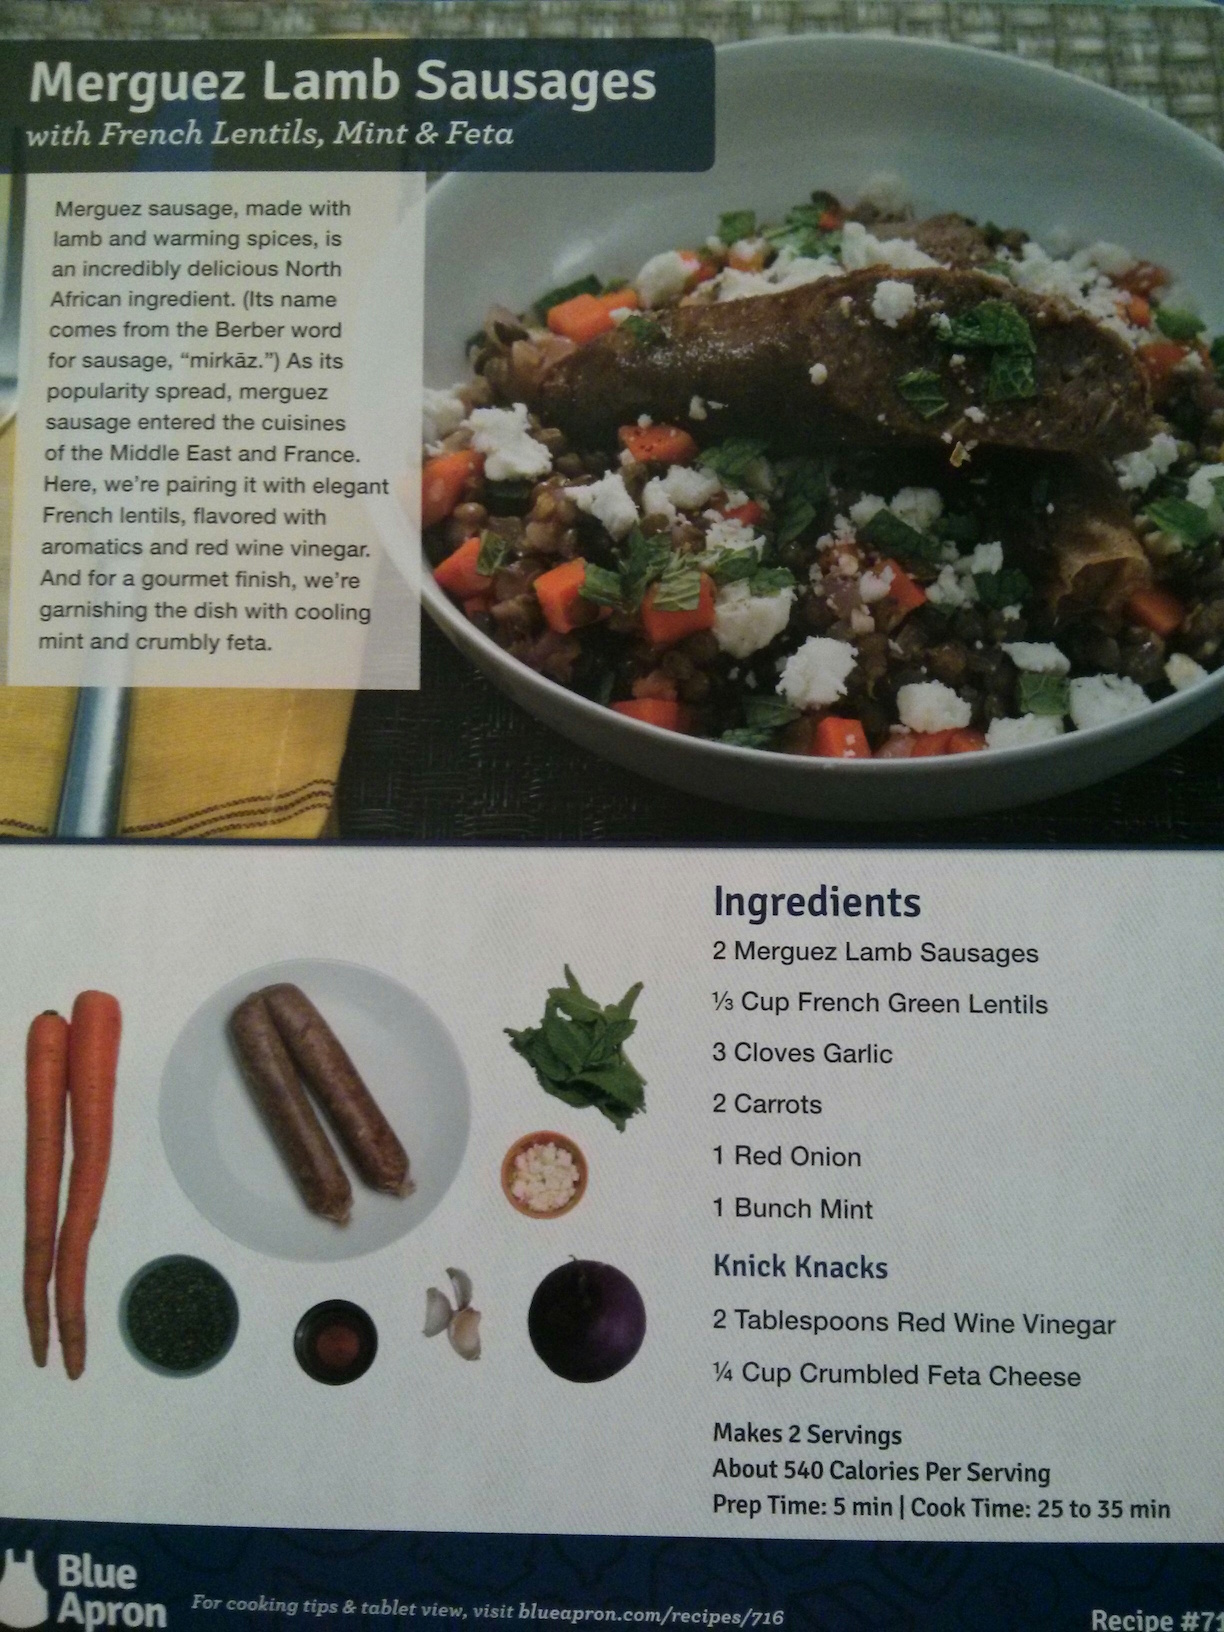 Merguez Lamb Sausages
with French Lentils, Mint & Feta
Merguez sausage, made with
lamb and warming spices, is
an incredibly delicious North
African ingredient. (Its name
comes from the Berber word
for sausage, “mirkāz.”) As its
popularity spread, merguez
sausage entered the cuisines
of the Middle East and France.
Here, we’re pairing it with elegant
French lentils, flavored with
aromatics and red wine vinegar.
And for a gourmet finish, we’re
garnishing the dish with cooling
mint and crumbly feta.
Ingredients
2 Merguez Lamb Sausages
⅓ Cup French Green Lentils
3 Cloves Garlic
2 Carrots
1 Red Onion
1 Bunch Mint
Knick Knacks
2 Tablespoons Red Wine Vinegar
¼ Cup Crumbled Feta Cheese
Makes 2 Servings
About 540 Calories Per Serving
Prep Time: 5 min | Cook Time: 25 to 35 min
Blue
Apron
For cooking tips & tablet view, visit blueapron.com/recipes/716
Recipe #71